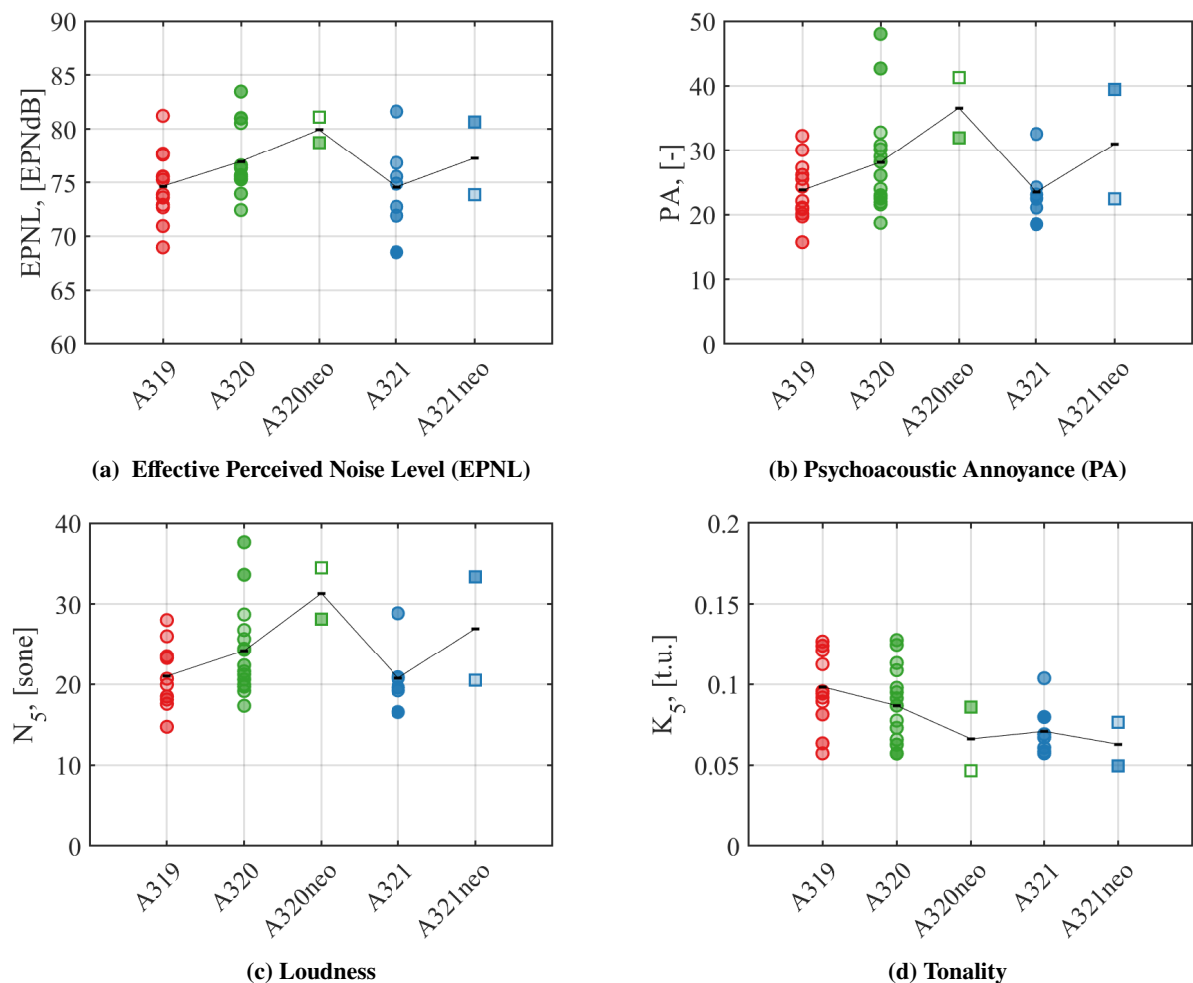 90
85
80
75
70
65
60
EPNL, [EPNdB]
A319
A320
A320neo
A321
A321neo
(a) Effective Perceived Noise Level (EPNL)
50
40
30
20
10
0
PA, [-]
A319
A320
A320neo
A321
A321neo
(b) Psychoacoustic Annoyance (PA)
40
30
20
10
0
N5, [sone]
A319
A320
A320neo
A321
A321neo
(c) Loudness
0.2
0.15
0.1
0.05
0
K5, [t.u.]
A319
A320
A320neo
A321
A321neo
(d) Tonality